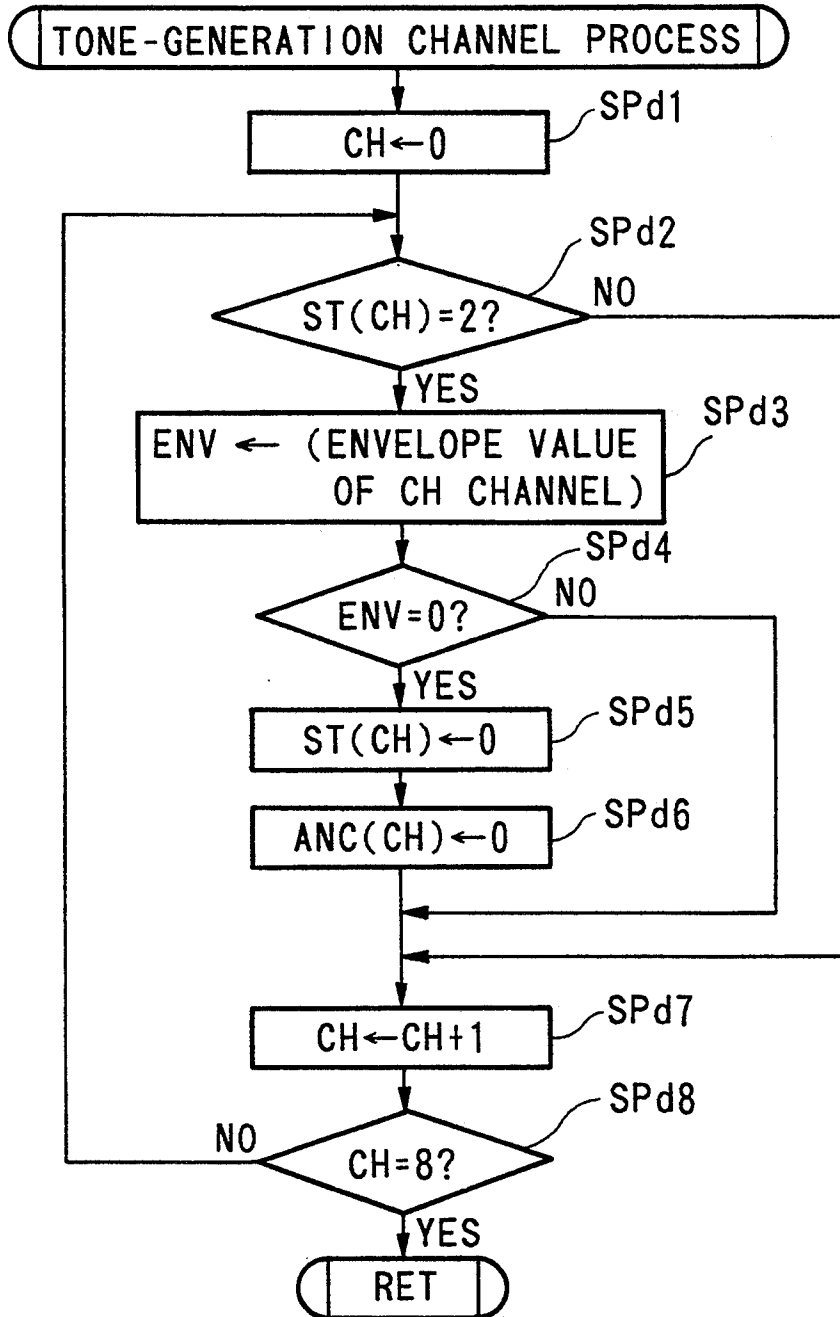 TONE-GENERATION CHANNEL PROCESS
SPd1
CH←0
SPd2
ST(CH)=2?
NO
YES
SPd3
ENV ← (ENVELOPE VALUE
OF CH CHANNEL)
SPd4
ENV=0?
NO
YES
SPd5
ST(CH)←0
SPd6
ANC(CH)←0
SPd7
CH←CH+1
SPd8
NO
CH=8?
YES
RET